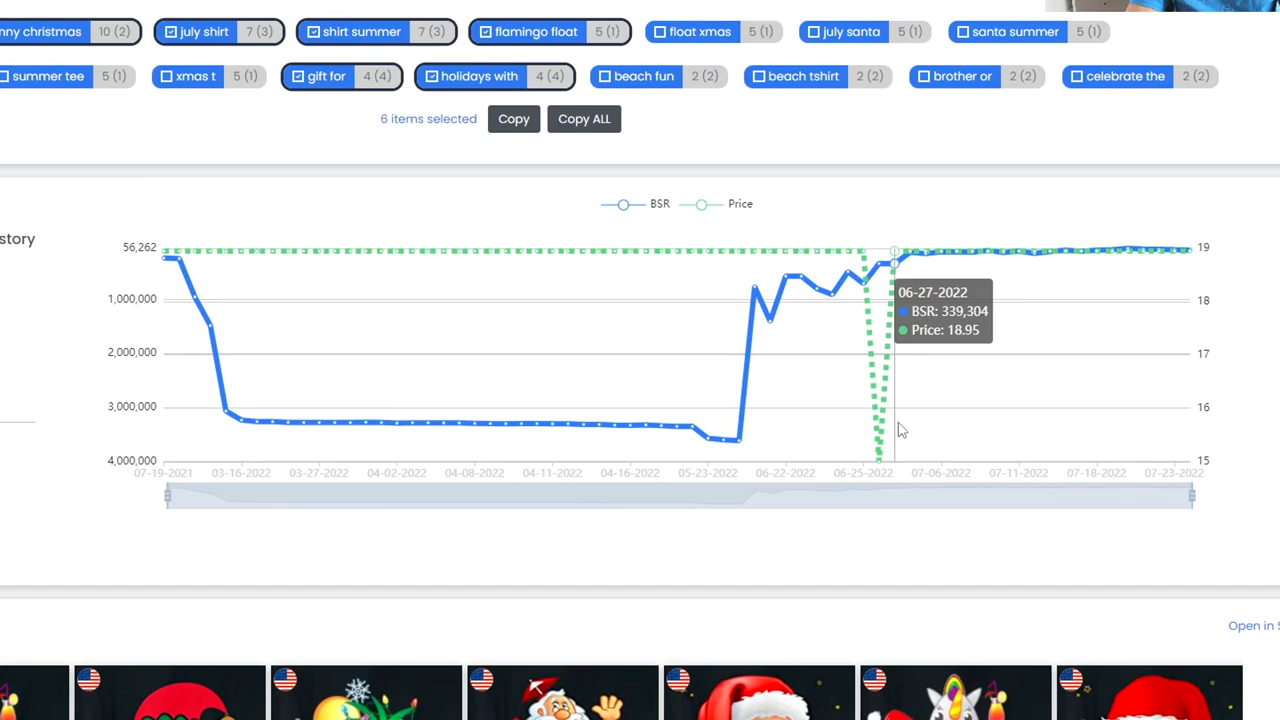 nny christmas 10 (2) july shirt 7 (3) shirt summer 7 (3) flamingo float 5 (1) float xmas 5 (1) july santa 5 (1) santa summer 5 (1)
summer tee 5 (1) xmas t 5 (1) gift for 4 (4) holidays with 4 (4) beach fun 2 (2) beach tshirt 2 (2) brother or 2 (2) celebrate the 2 (2)
6 items selected Copy Copy ALL
BSR Price
story
56,262 19
1,000,000 18
2,000,000 17
3,000,000 16
4,000,000 15
06-27-2022
BSR: 339,304
Price: 18.95
07-19-2021 03-16-2022 03-27-2022 04-02-2022 04-08-2022 04-11-2022 04-16-2022 05-23-2022 06-22-2022 06-25-2022 07-06-2022 07-11-2022 07-18-2022 07-23-2022
Open in S